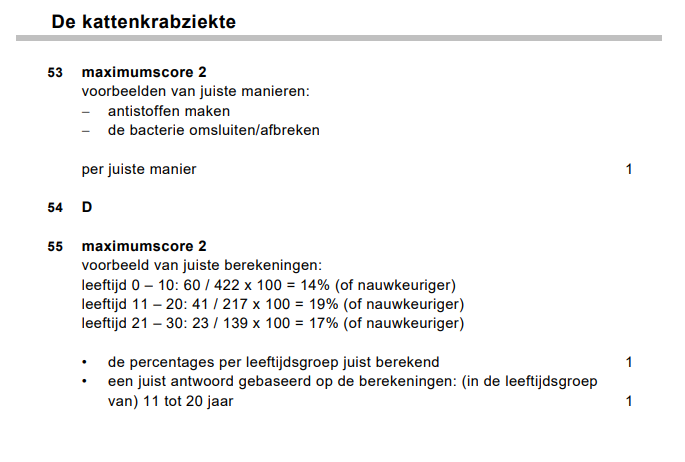 De kattenkrabziekte
53 maximumscore 2
voorbeelden van juiste manieren:
– antistoffen maken
– de bacterie omsluiten/afbreken
per juiste manier 1
54 D
55 maximumscore 2
voorbeeld van juiste berekeningen:
leeftijd 0 – 10: 60 / 422 x 100 = 14% (of nauwkeuriger)
leeftijd 11 – 20: 41 / 217 x 100 = 19% (of nauwkeuriger)
leeftijd 21 – 30: 23 / 139 x 100 = 17% (of nauwkeuriger)
• de percentages per leeftijdsgroep juist berekend 1
• een juist antwoord gebaseerd op de berekeningen: (in de leeftijdsgroep
van) 11 tot 20 jaar 1